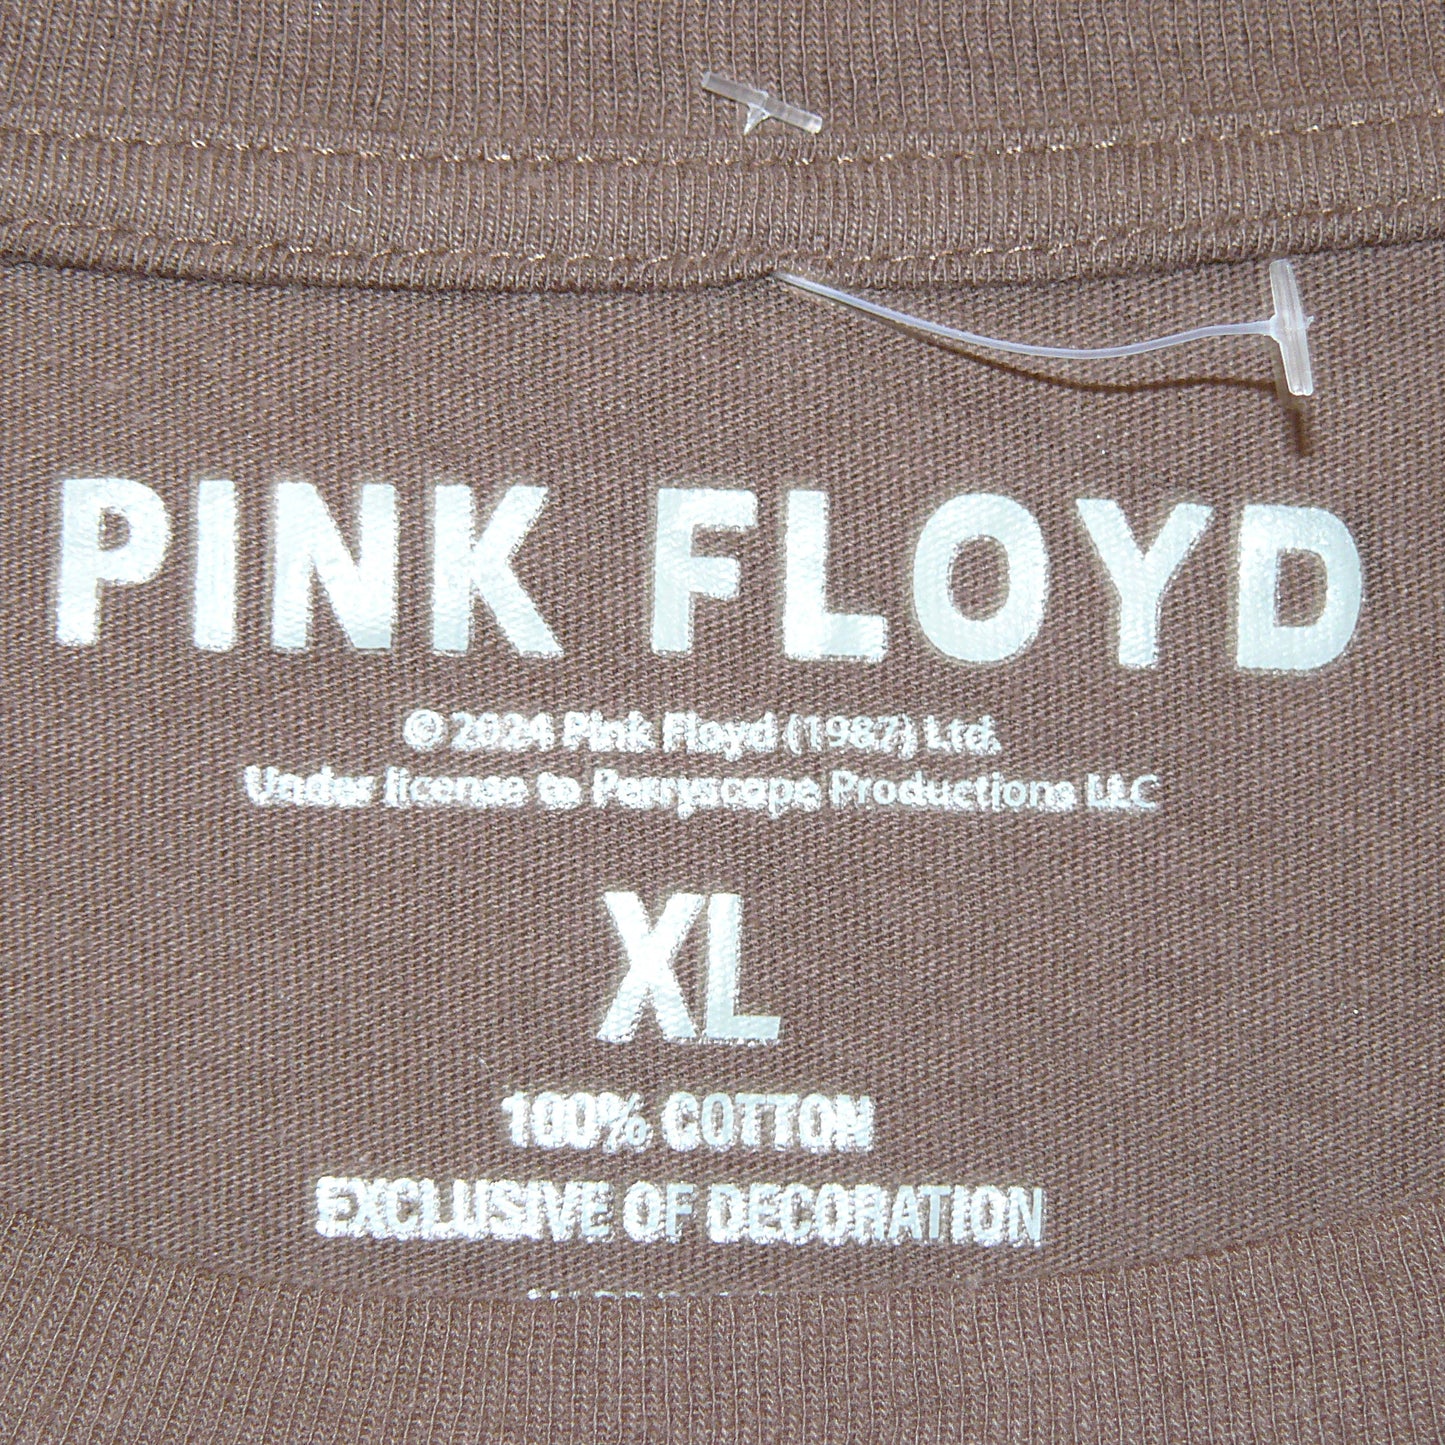 PINK FLOYD
© 2024 Pink Floyd (1987) Ltd.
Under license to Perryscope Productions LLC
XL
100% COTTON
EXCLUSIVE OF DECORATION